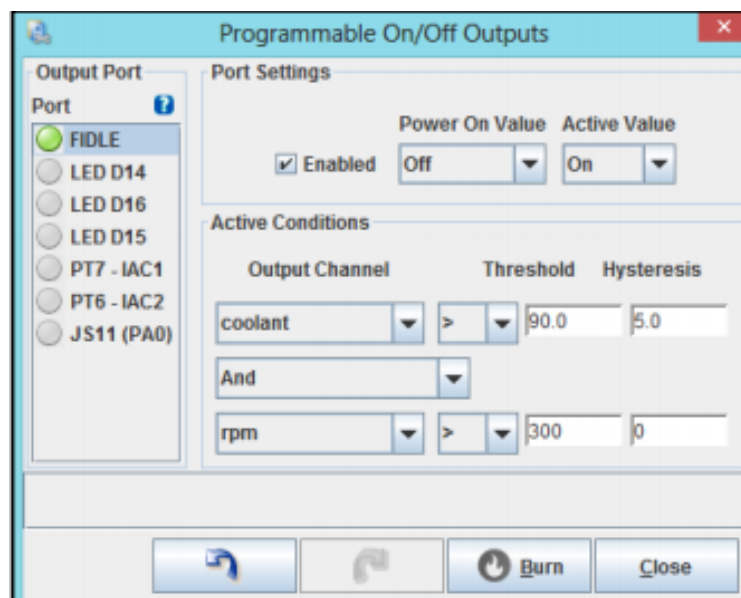 Programmable On/Off Outputs
Output Port
Port
FIDLE
LED D14
LED D16
LED D15
PT7 - IAC1
PT6 - IAC2
JS11 (PA0)
Port Settings
Power On Value Active Value
Enabled Off On
Active Conditions
Output Channel Threshold Hysteresis
coolant > 90.0 5.0
And
rpm > 300 0
Burn Close